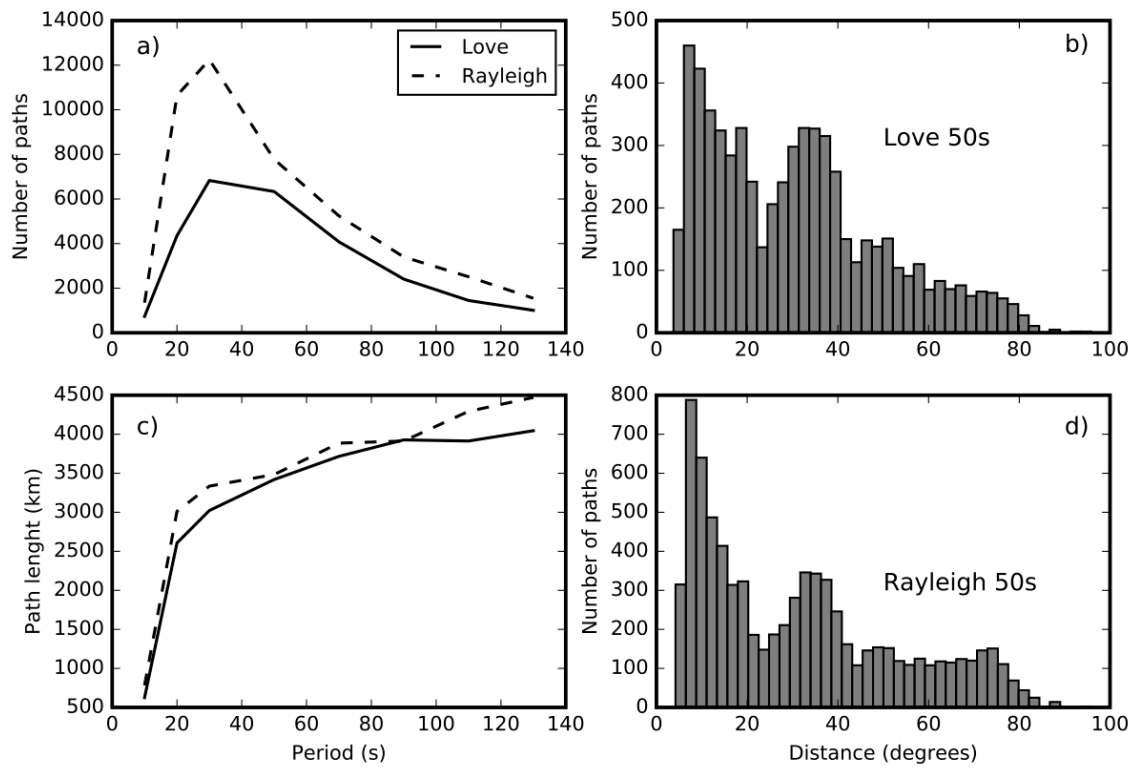 a)
Love
Rayleigh
Number of paths
0
2000
4000
6000
8000
10000
12000
14000
0 20 40 60 80 100 120 140
b)
Love 50s
Number of paths
0
100
200
300
400
500
0 20 40 60 80 100
c)
Path lenght (km)
500
1000
1500
2000
2500
3000
3500
4000
4500
0 20 40 60 80 100 120 140
Period (s)
d)
Rayleigh 50s
Number of paths
0
100
200
300
400
500
600
700
800
0 20 40 60 80 100
Distance (degrees)